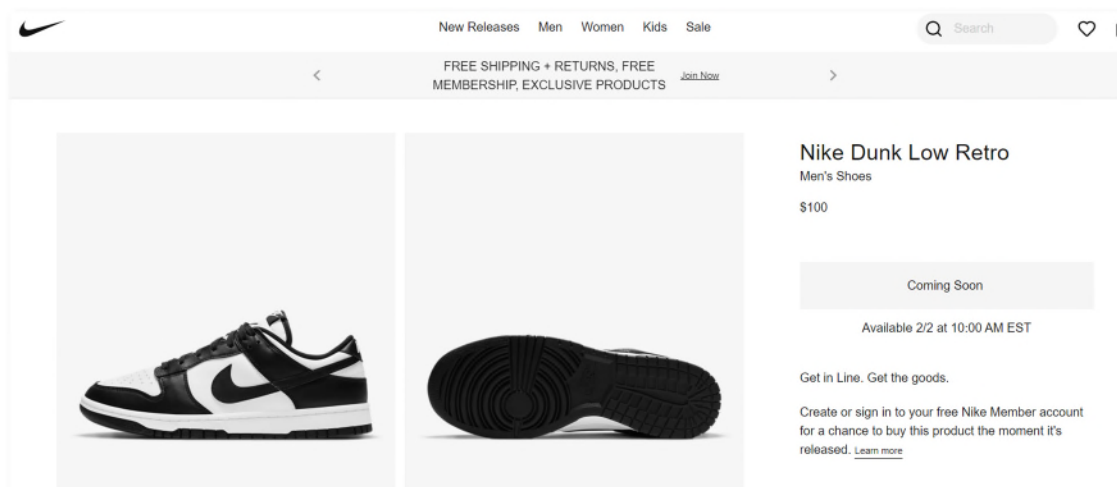 New Releases Men Women Kids Sale
Search
FREE SHIPPING + RETURNS, FREE
MEMBERSHIP, EXCLUSIVE PRODUCTS
Join Now
Nike Dunk Low Retro
Men's Shoes
$100
Coming Soon
Available 2/2 at 10:00 AM EST
Get in Line. Get the goods.
Create or sign in to your free Nike Member account
for a chance to buy this product the moment it's
released. Learn more